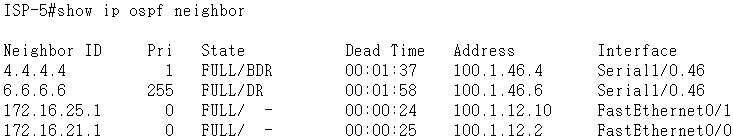 ISP-5#show ip ospf neighbor
Neighbor ID     Pri   State           Dead Time   Address         Interface
4.4.4.4           1   FULL/BDR        00:01:37    100.1.46.4      Serial1/0.46
6.6.6.6         255   FULL/DR         00:01:58    100.1.46.6      Serial1/0.46
172.16.25.1       0   FULL/  -        00:00:24    100.1.12.10     FastEthernet0/1
172.16.21.1       0   FULL/  -        00:00:25    100.1.12.2      FastEthernet0/0